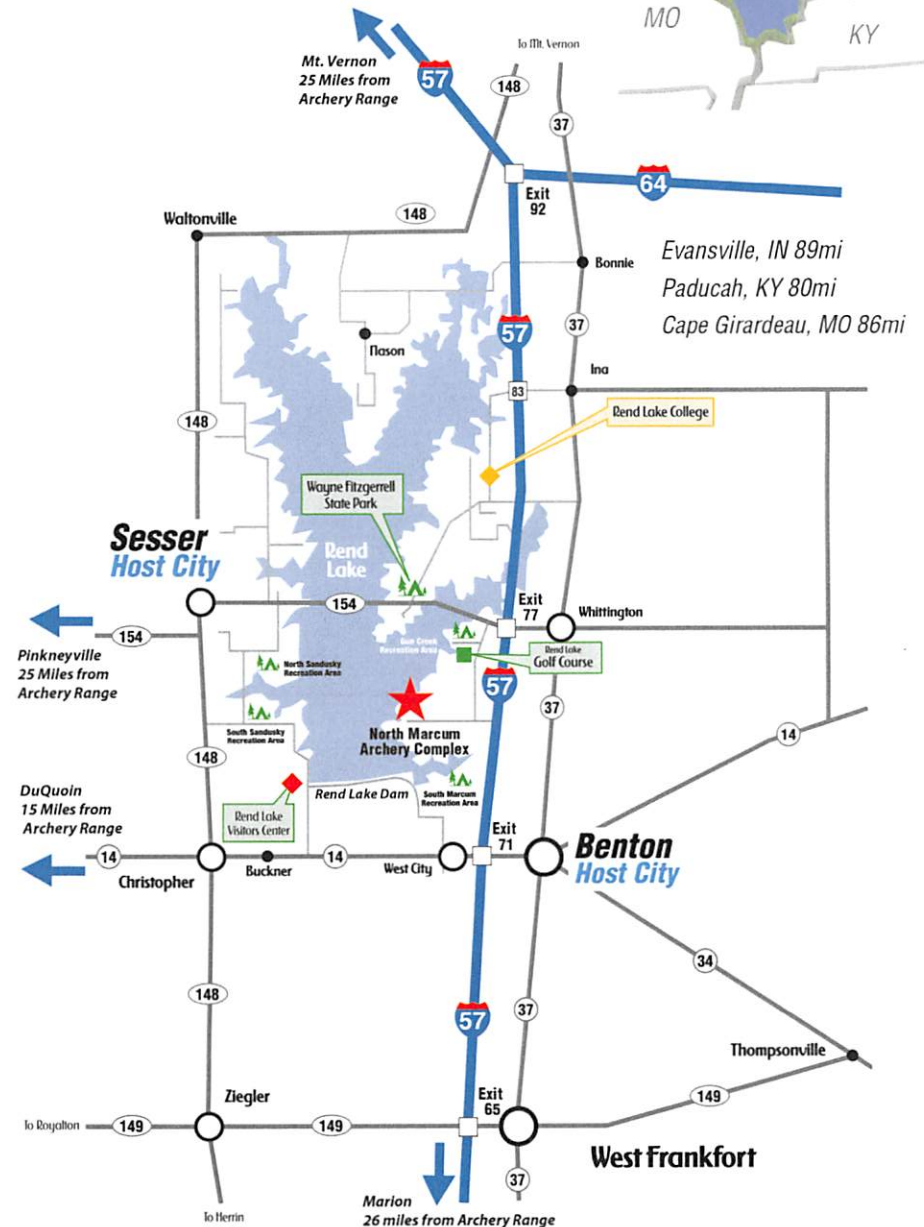 MO
KY
To Mt. Vernon
Mt. Vernon
25 Miles from
Archery Range
57
148
37
64
Exit
92
148
Waltonville
Bonnie
Evansville, IN 89mi
Paducah, KY 80mi
Cape Girardeau, MO 86mi
57
37
Nason
Ina
83
148
Rend Lake College
Wayne Fitzgerrell
State Park
Sesser
Host City
Rend
Lake
154
Exit
77
Whittington
154
Pinkneyville
25 Miles from
Archery Range
Gun Creek
Recreation Area
Rend Lake
Golf Course
North Sandusky
Recreation Area
57
37
South Sandusky
Recreation Area
North Marcum
Archery Complex
14
148
DuQuoin
15 Miles from
Archery Range
Rend Lake Dam
South Marcum
Recreation Area
Rend Lake
Visitors Center
Exit
71
Benton
Host City
14
Christopher
Buckner
14
West City
34
148
37
57
Thompsonville
Ziegler
Exit
65
149
To Royalton
149
149
West Frankfort
37
To Herrin
Marion
26 miles from Archery Range